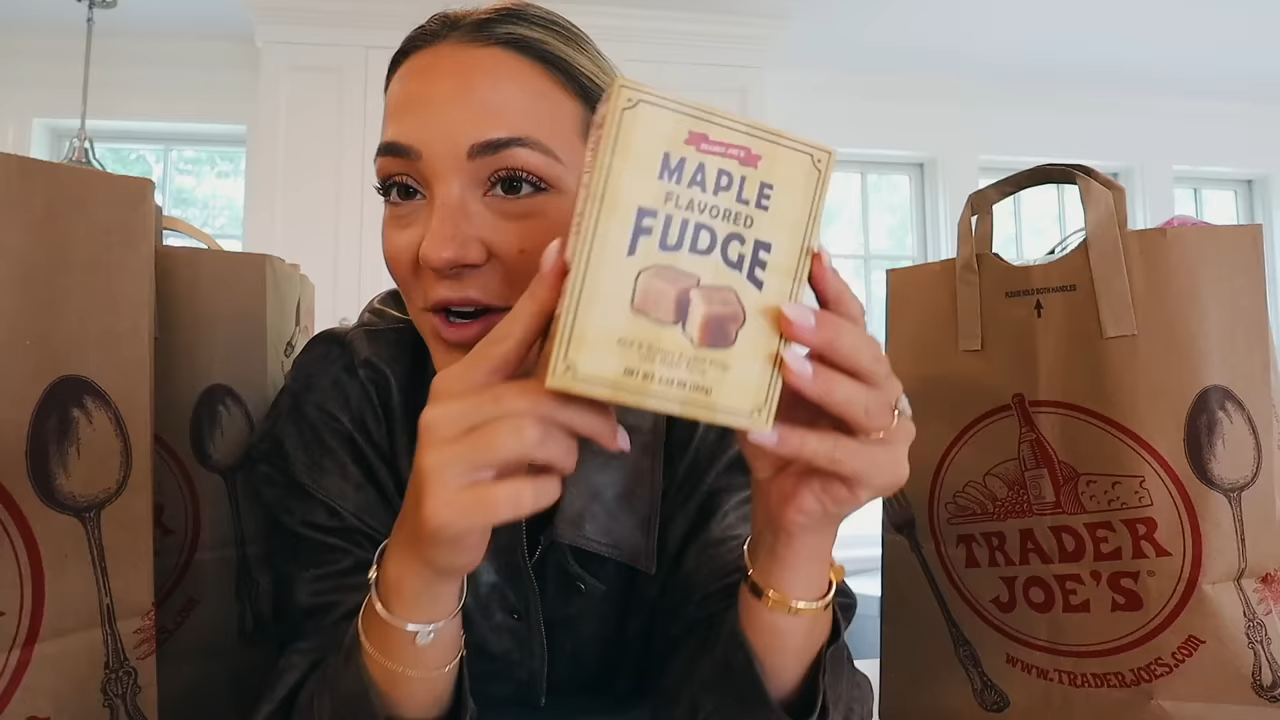 TRADER JOE'S
MAPLE
FLAVORED
FUDGE
PLEASE HOLD BOTH HANDLES
TRADER
JOE'S
WWW.TRADERJOES.com